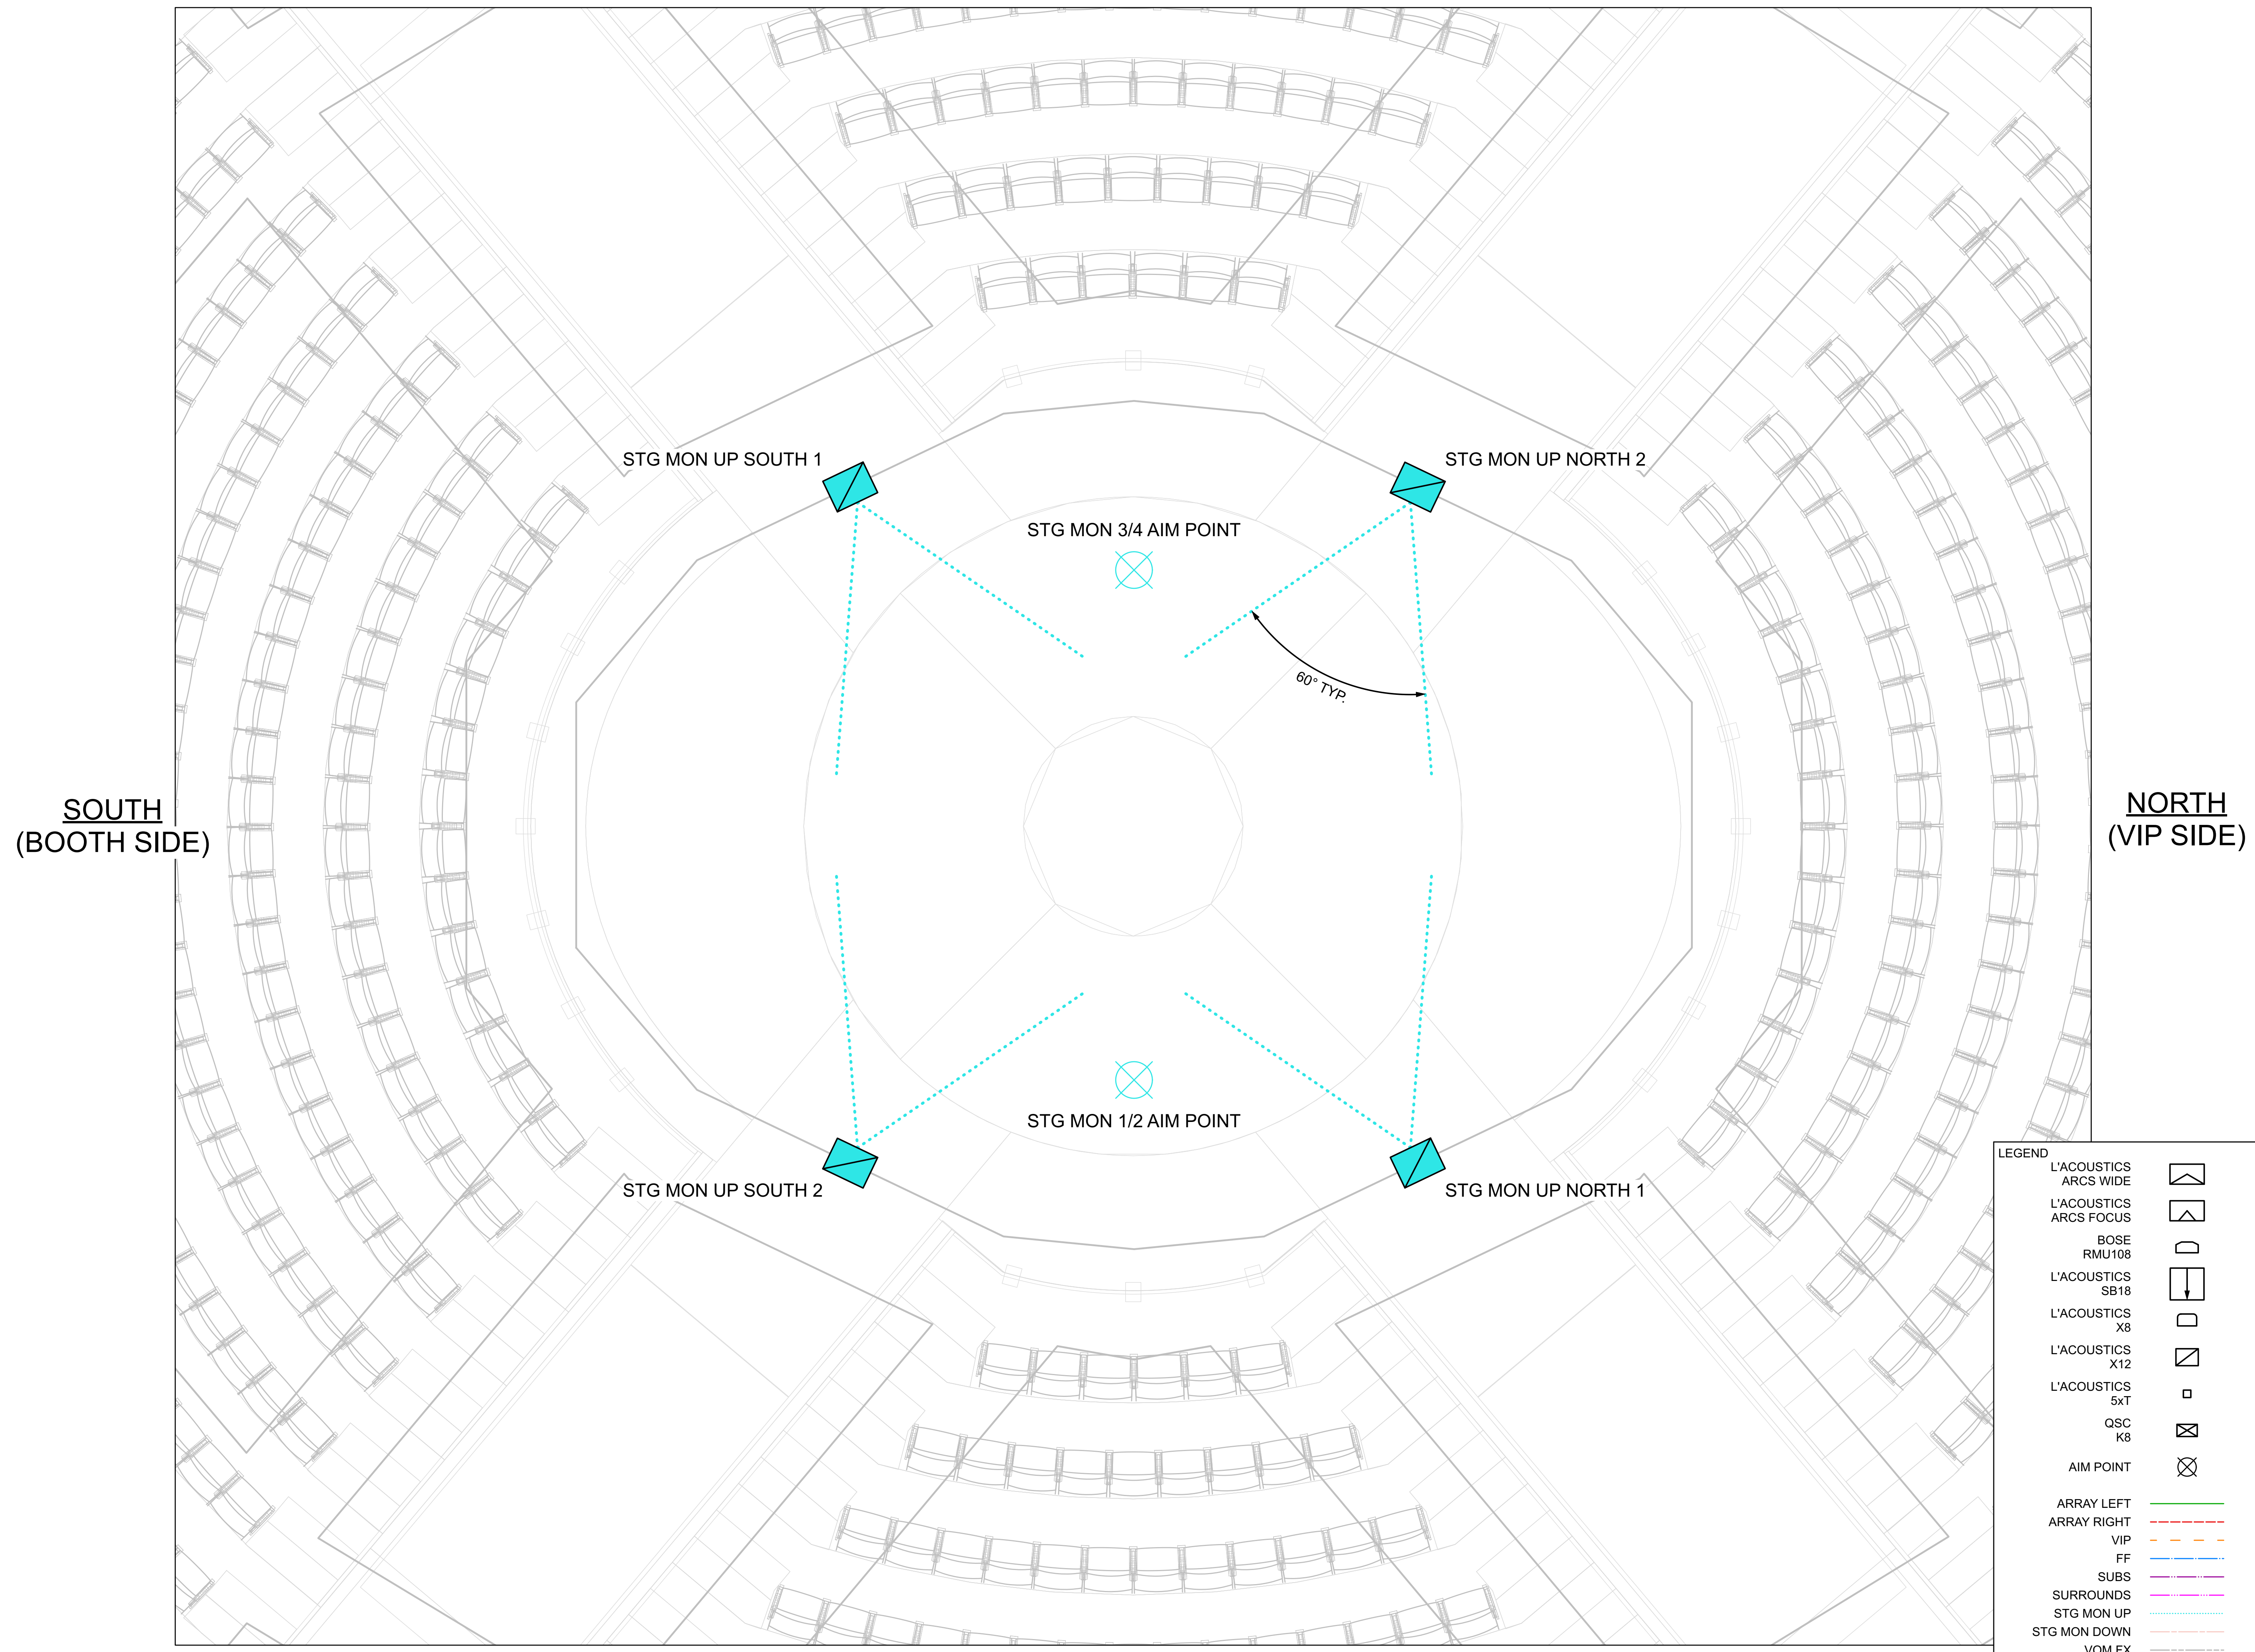 STG MON UP SOUTH 1
STG MON UP NORTH 2
STG MON 3/4 AIM POINT
60° TYP.
SOUTH
(BOOTH SIDE)
NORTH
(VIP SIDE)
STG MON 1/2 AIM POINT
STG MON UP SOUTH 2
STG MON UP NORTH 1
LEGEND
L'ACOUSTICS
ARCS WIDE
L'ACOUSTICS
ARCS FOCUS
BOSE
RMU108
L'ACOUSTICS
SB18
L'ACOUSTICS
X8
L'ACOUSTICS
X12
L'ACOUSTICS
5xT
QSC
K8
AIM POINT
ARRAY LEFT
ARRAY RIGHT
VIP
FF
SUBS
SURROUNDS
STG MON UP
STG MON DOWN
VOM FX